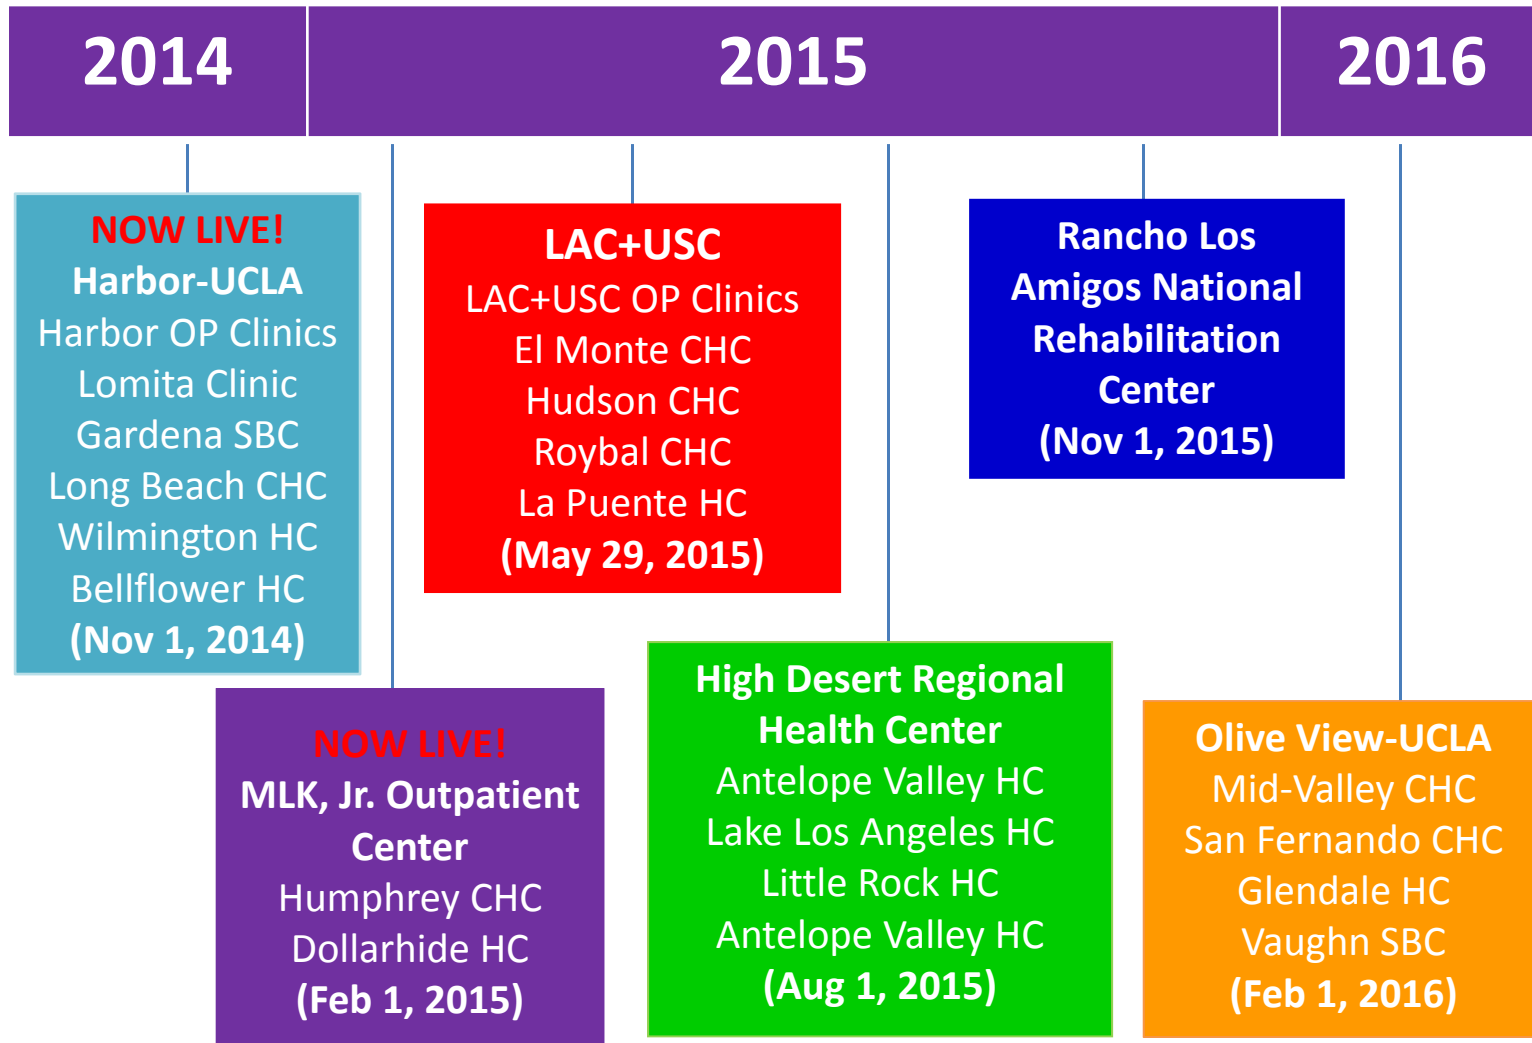 2014
2015
2016
NOW LIVE!
Harbor-UCLA
Harbor OP Clinics
Lomita Clinic
Gardena SBC
Long Beach CHC
Wilmington HC
Bellflower HC
(Nov 1, 2014)
NOW LIVE!
MLK, Jr. Outpatient
Center
Humphrey CHC
Dollarhide HC
(Feb 1, 2015)
LAC+USC
LAC+USC OP Clinics
El Monte CHC
Hudson CHC
Roybal CHC
La Puente HC
(May 29, 2015)
High Desert Regional
Health Center
Antelope Valley HC
Lake Los Angeles HC
Little Rock HC
Antelope Valley HC
(Aug 1, 2015)
Rancho Los
Amigos National
Rehabilitation
Center
(Nov 1, 2015)
Olive View-UCLA
Mid-Valley CHC
San Fernando CHC
Glendale HC
Vaughn SBC
(Feb 1, 2016)